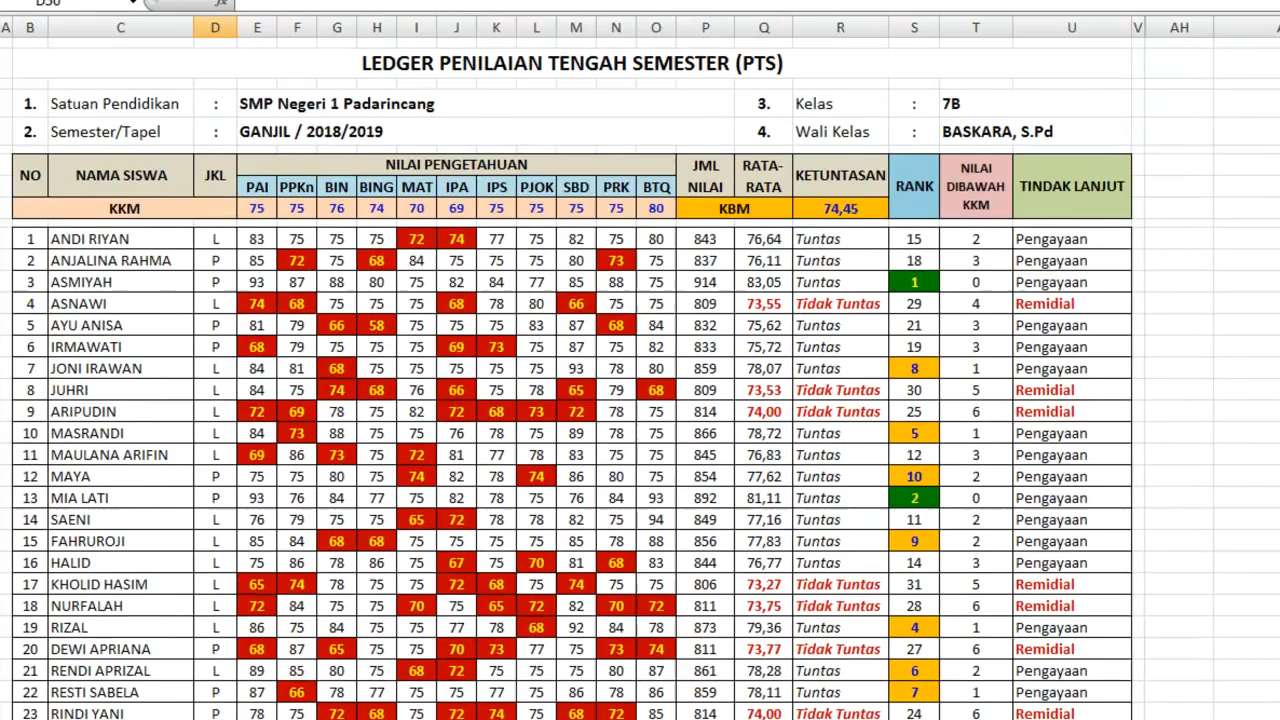 D50 fx
A B C D E F G H I J K L M N O P Q R S T U V AH
LEDGER PENILAIAN TENGAH SEMESTER (PTS)
1. Satuan Pendidikan : SMP Negeri 1 Padarincang 3. Kelas : 7B
2. Semester/Tapel : GANJIL / 2018/2019 4. Wali Kelas : BASKARA, S.Pd
NO NAMA SISWA JKL NILAI PENGETAHUAN JML NILAI RATA-RATA KETUNTASAN RANK NILAI DIBAWAH KKM TINDAK LANJUT
PAI PPKn BIN BING MAT IPA IPS PJOK SBD PRK BTQ
KKM 75 75 76 74 70 69 75 75 75 75 80 KBM 74,45
1 ANDI RIYAN L 83 75 75 75 72 74 77 75 82 75 80 843 76,64 Tuntas 15 2 Pengayaan
2 ANJALINA RAHMA P 85 72 75 68 84 75 75 75 80 73 75 837 76,11 Tuntas 18 3 Pengayaan
3 ASMIYAH P 93 87 88 80 75 82 84 77 85 88 75 914 83,05 Tuntas 1 0 Pengayaan
4 ASNAWI L 74 68 75 75 75 68 78 80 66 75 75 809 73,55 Tidak Tuntas 29 4 Remidial
5 AYU ANISA P 81 79 66 58 75 75 75 83 87 68 84 832 75,62 Tuntas 21 3 Pengayaan
6 IRMAWATI P 68 79 75 75 75 69 73 75 87 75 82 833 75,72 Tuntas 19 3 Pengayaan
7 JONI IRAWAN L 84 81 68 75 75 75 75 75 93 78 80 859 78,07 Tuntas 8 1 Pengayaan
8 JUHRI L 84 75 74 68 76 66 75 78 65 79 68 809 73,53 Tidak Tuntas 30 5 Remidial
9 ARIPUDIN L 72 69 78 75 82 72 68 73 72 78 75 814 74,00 Tidak Tuntas 25 6 Remidial
10 MASRANDI L 84 73 88 75 75 76 78 75 89 78 75 866 78,72 Tuntas 5 1 Pengayaan
11 MAULANA ARIFIN L 69 86 73 75 72 81 77 78 83 75 75 845 76,83 Tuntas 12 3 Pengayaan
12 MAYA P 75 75 80 75 74 82 78 74 86 80 75 854 77,62 Tuntas 10 2 Pengayaan
13 MIA LATI P 93 76 84 77 75 82 78 75 76 84 93 892 81,11 Tuntas 2 0 Pengayaan
14 SAENI L 76 79 75 75 65 72 78 78 82 75 94 849 77,16 Tuntas 11 2 Pengayaan
15 FAHRUROJI L 85 84 68 68 75 75 75 75 85 78 88 856 77,83 Tuntas 9 2 Pengayaan
16 HALID L 75 86 78 86 75 67 75 70 81 68 83 844 76,77 Tuntas 14 3 Pengayaan
17 KHOLID HASIM L 65 74 78 75 75 72 68 75 74 75 75 806 73,27 Tidak Tuntas 31 5 Remidial
18 NURFALAH L 72 84 75 75 70 75 65 72 82 70 72 811 73,75 Tidak Tuntas 28 6 Remidial
19 RIZAL L 86 75 84 75 75 77 78 68 92 84 78 873 79,36 Tuntas 4 1 Pengayaan
20 DEWI APRIANA P 68 87 65 75 75 70 73 77 75 73 74 811 73,77 Tidak Tuntas 27 6 Remidial
21 RENDI APRIZAL L 89 85 80 75 68 72 75 75 75 80 87 861 78,28 Tuntas 6 2 Pengayaan
22 RESTI SABELA P 87 66 78 77 75 75 77 75 86 78 86 859 78,11 Tuntas 7 1 Pengayaan
23 RINDI YANI P 78 75 72 68 75 72 74 75 68 72 85 814 74,00 Tidak Tuntas 24 6 Remidial